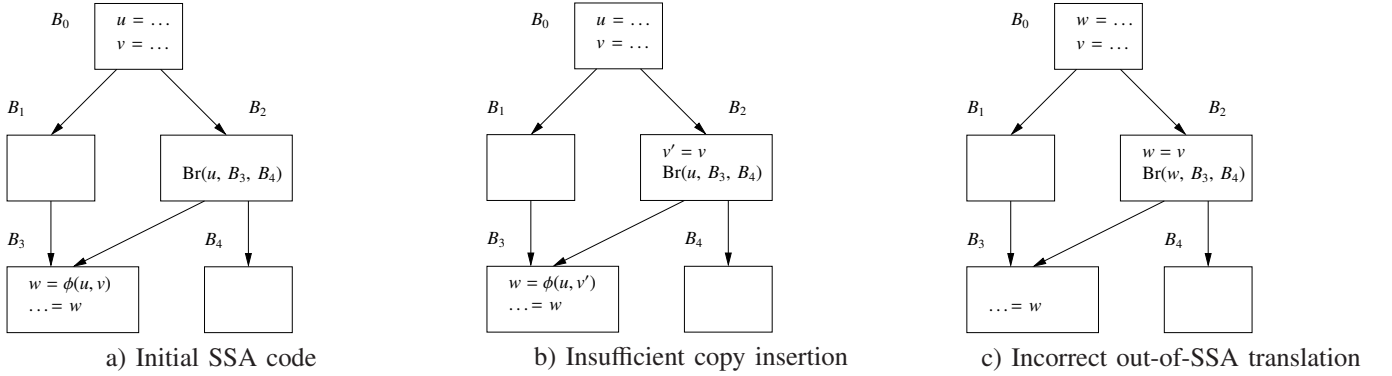 B₀
u = …
v = …
B₁
B₂
Br(u, B₃, B₄)
B₃
B₄
w = ϕ(u, v)
… = w
a) Initial SSA code
B₀
u = …
v = …
B₁
B₂
v′ = v
Br(u, B₃, B₄)
B₃
B₄
w = ϕ(u, v′)
… = w
b) Insufficient copy insertion
B₀
w = …
v = …
B₁
B₂
w = v
Br(w, B₃, B₄)
B₃
B₄
… = w
c) Incorrect out-of-SSA translation